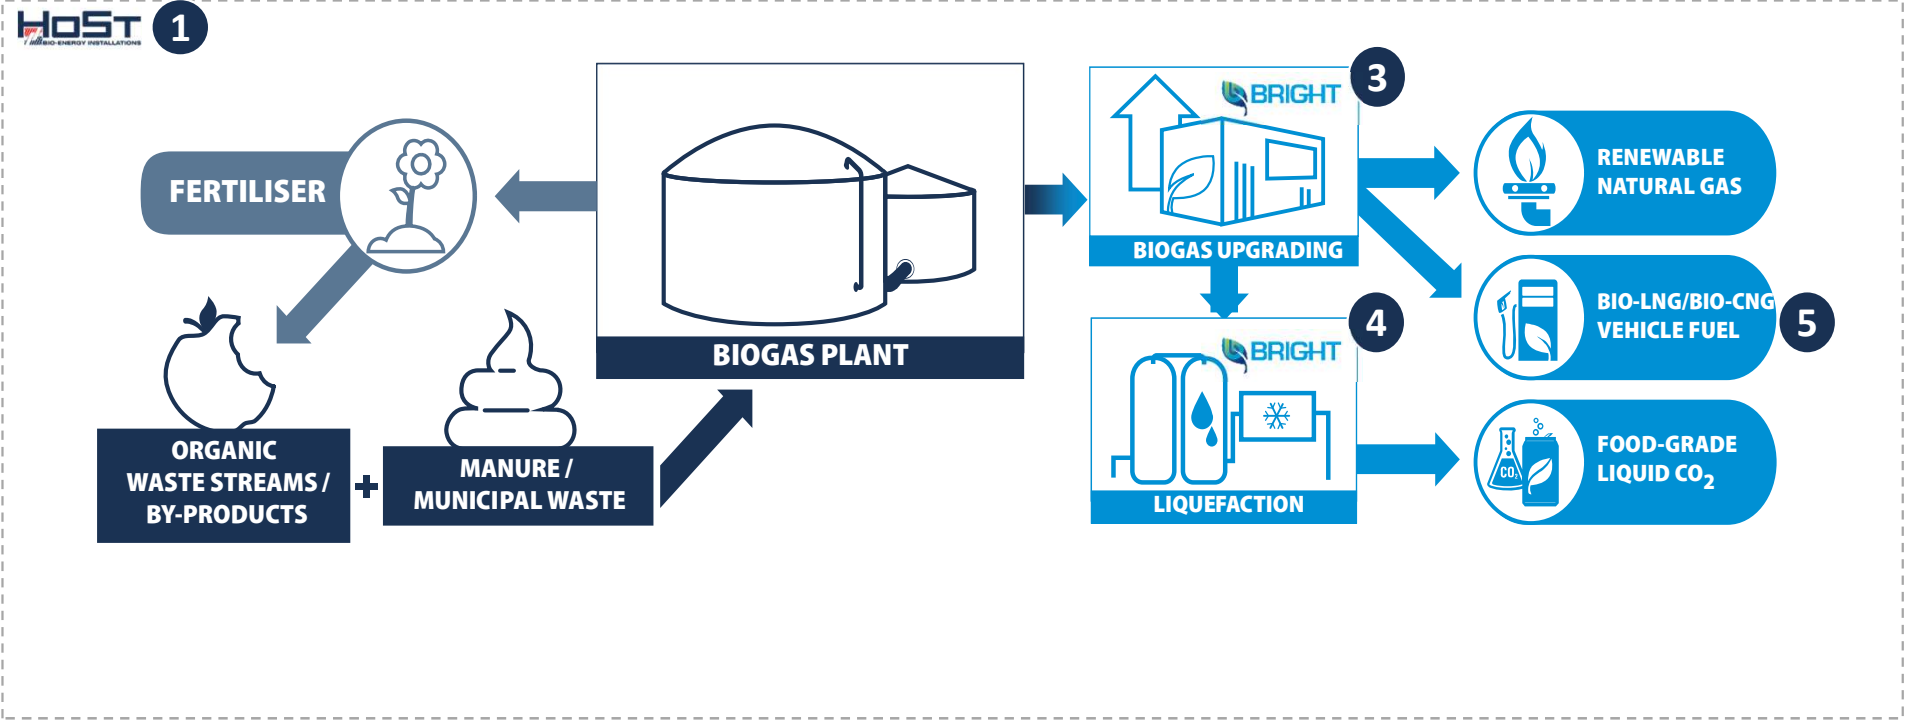 HoSt
BIO-ENERGY INSTALLATIONS
1
FERTILISER
ORGANIC
WASTE STREAMS /
BY-PRODUCTS
+
MANURE /
MUNICIPAL WASTE
BIOGAS PLANT
BRIGHT
3
BIOGAS UPGRADING
BRIGHT
4
LIQUEFACTION
RENEWABLE
NATURAL GAS
BIO-LNG/BIO-CNG
VEHICLE FUEL
5
CO2
FOOD-GRADE
LIQUID CO2